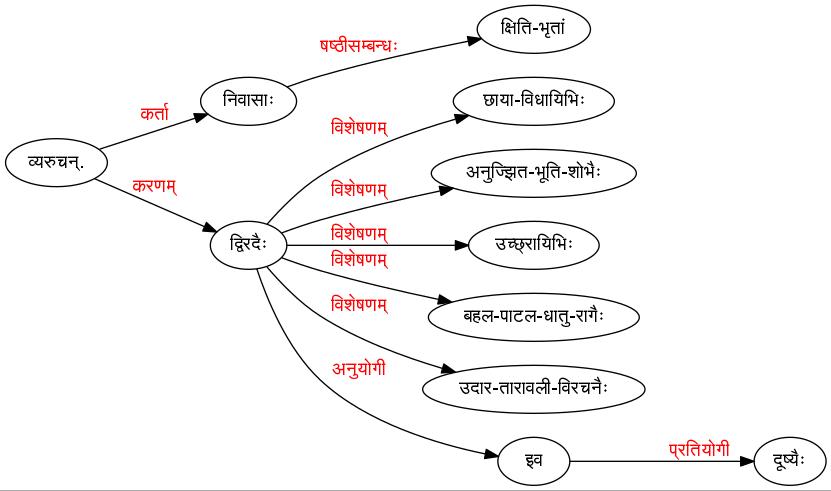 क्षिति-भृतां
षष्ठीसम्बन्धः
निवासाः
छाया-विधायिभिः
कर्ता
विशेषणम्
व्यरुचन्.
अनुज्झित-भूति-शोभैः
करणम्
विशेषणम्
द्विरदैः
विशेषणम्
उच्छ्रायिभिः
विशेषणम्
विशेषणम्
बहल-पाटल-धातु-रागैः
अनुयोगी
उदार-तारावली-विरचनैः
इव
प्रतियोगी
दूष्यैः